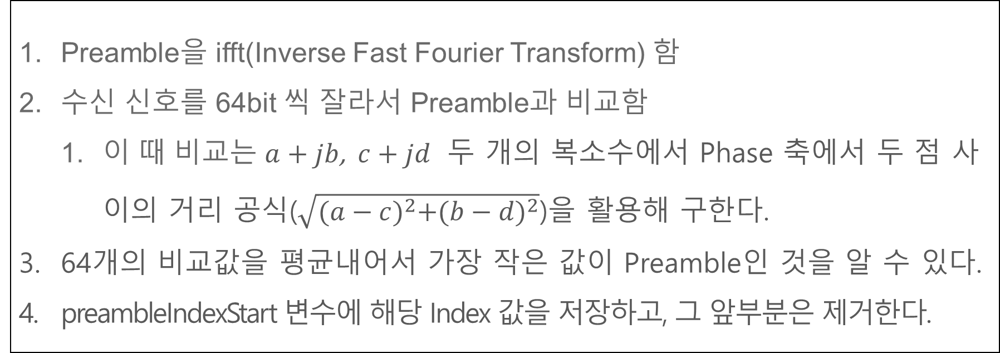 1. Preamble을 ifft(Inverse Fast Fourier Transform) 함
2. 수신 신호를 64bit 씩 잘라서 Preamble과 비교함
1. 이 때 비교는 a + jb, c + jd 두 개의 복소수에서 Phase 축에서 두 점 사
이의 거리 공식(√(a − c)²+(b − d)²)을 활용해 구한다.
3. 64개의 비교값을 평균내어서 가장 작은 값이 Preamble인 것을 알 수 있다.
4. preambleIndexStart 변수에 해당 Index 값을 저장하고, 그 앞부분은 제거한다.